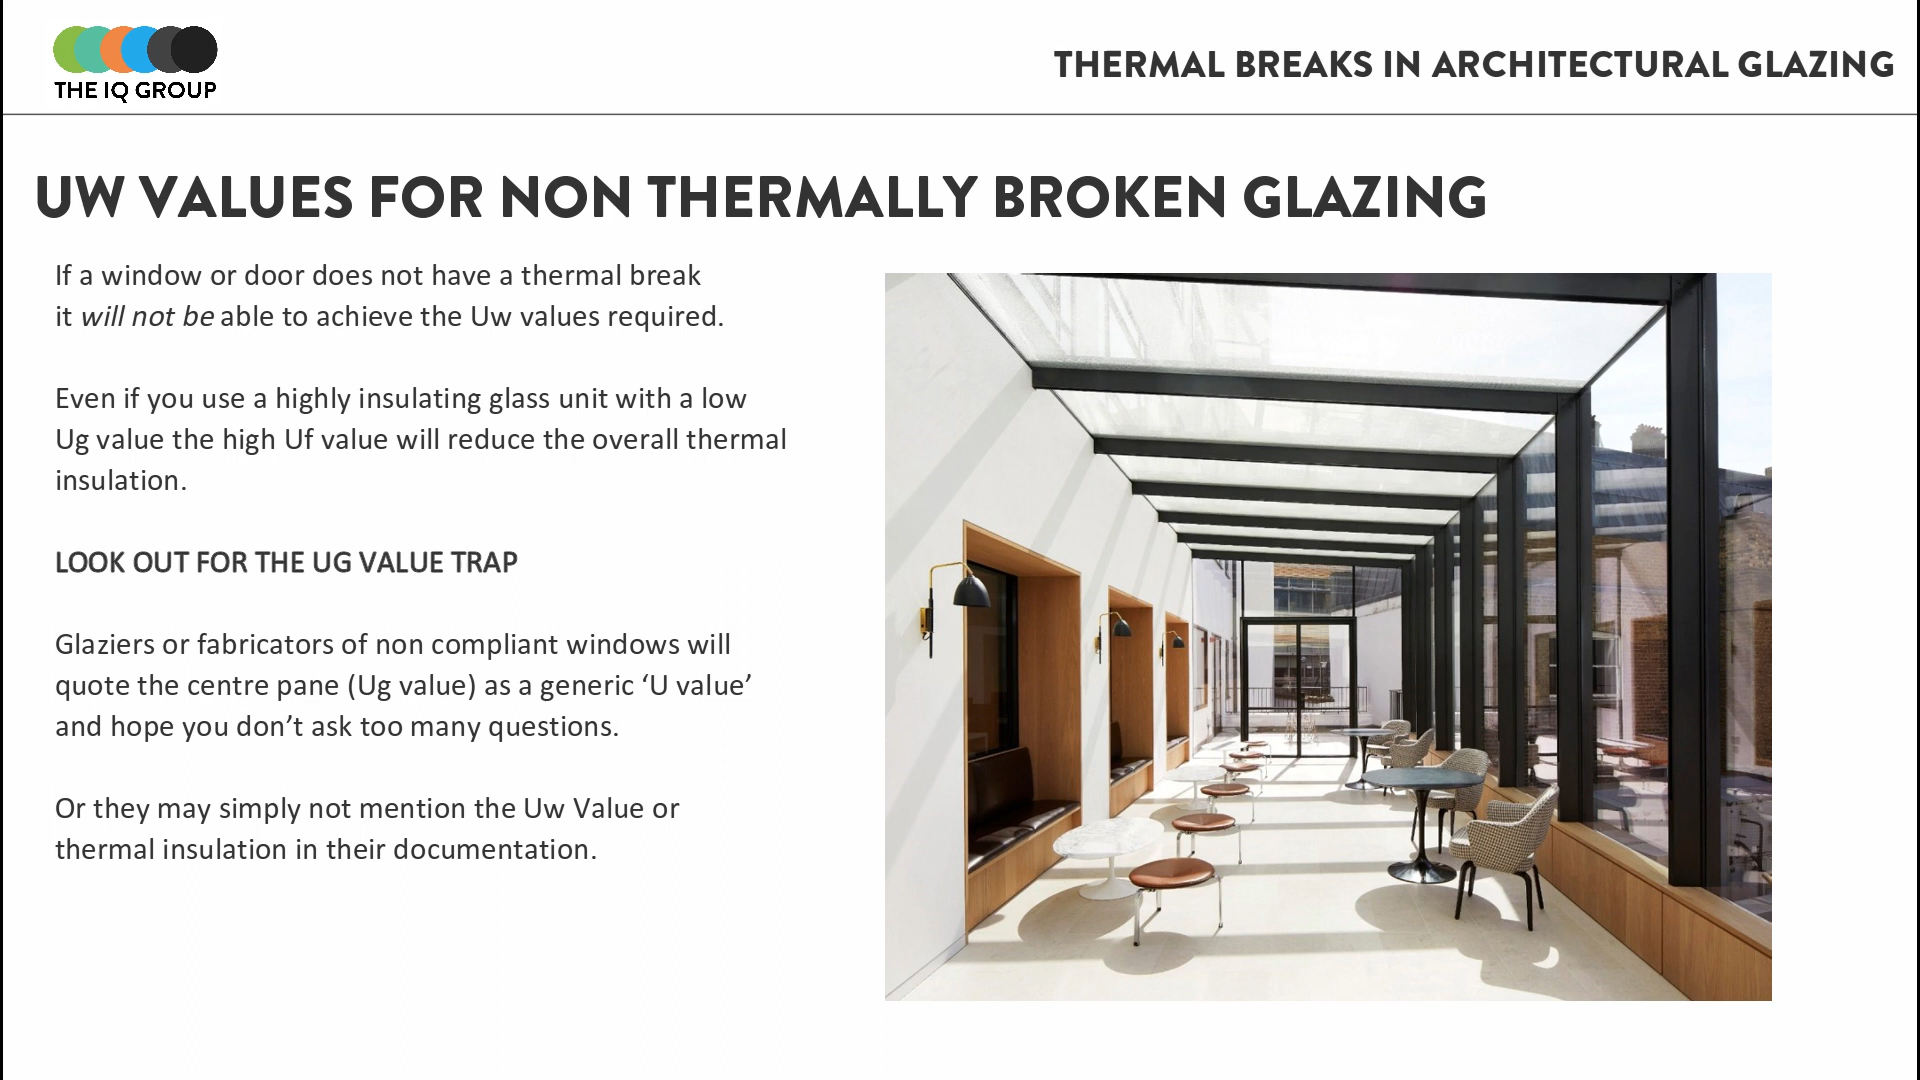 THE IQ GROUP
THERMAL BREAKS IN ARCHITECTURAL GLAZING
UW VALUES FOR NON THERMALLY BROKEN GLAZING
If a window or door does not have a thermal break
it will not be able to achieve the Uw values required.
Even if you use a highly insulating glass unit with a low
Ug value the high Uf value will reduce the overall thermal
insulation.
LOOK OUT FOR THE UG VALUE TRAP
Glaziers or fabricators of non compliant windows will
quote the centre pane (Ug value) as a generic ‘U value’
and hope you don’t ask too many questions.
Or they may simply not mention the Uw Value or
thermal insulation in their documentation.